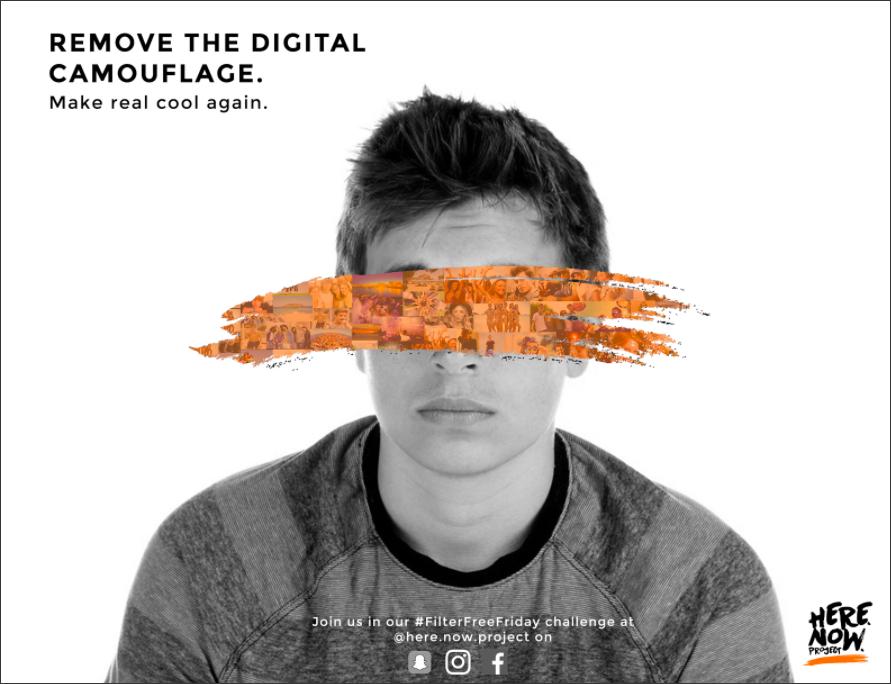 REMOVE THE DIGITAL
CAMOUFLAGE.
Make real cool again.
Join us in our #FilterFreeFriday challenge at
@here.now.project on
HERE.
NOW.
PROJECT